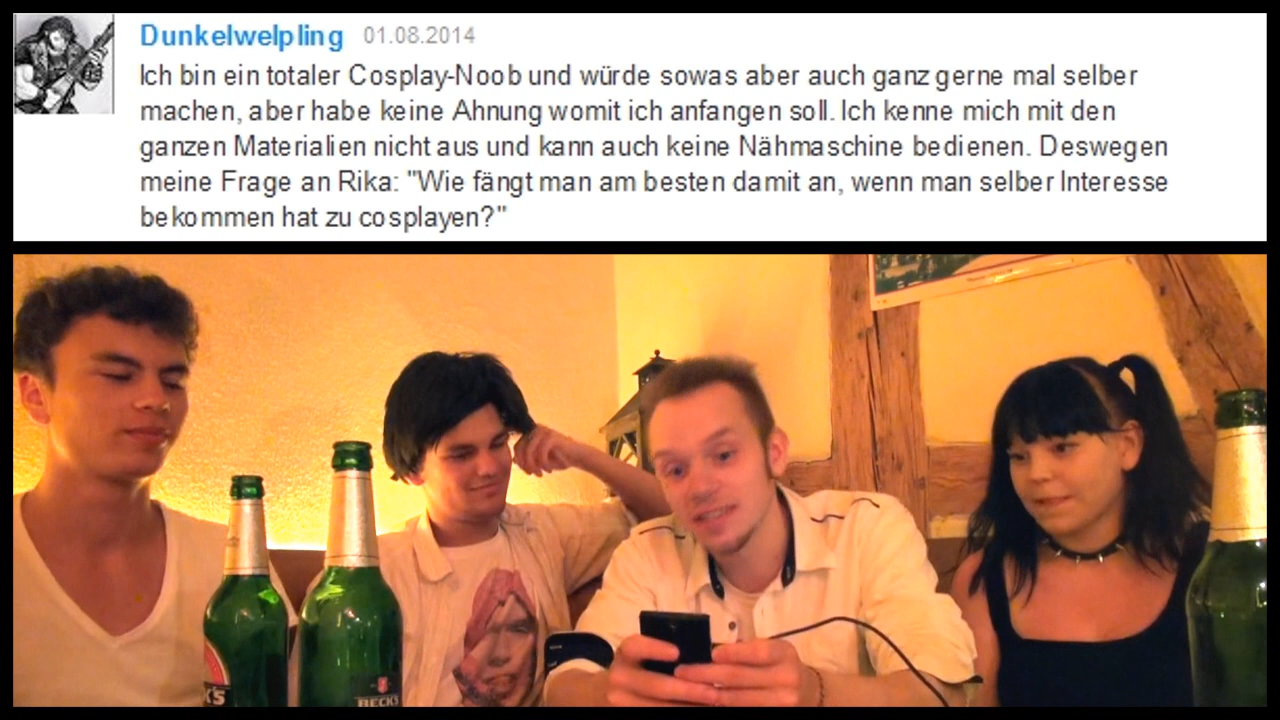 Dunkelwelpling 01.08.2014
Ich bin ein totaler Cosplay-Noob und würde sowas aber auch ganz gerne mal selber
machen, aber habe keine Ahnung womit ich anfangen soll. Ich kenne mich mit den
ganzen Materialien nicht aus und kann auch keine Nähmaschine bedienen. Deswegen
meine Frage an Rika: "Wie fängt man am besten damit an, wenn man selber Interesse
bekommen hat zu cosplayen?"
K'S
BECK'S